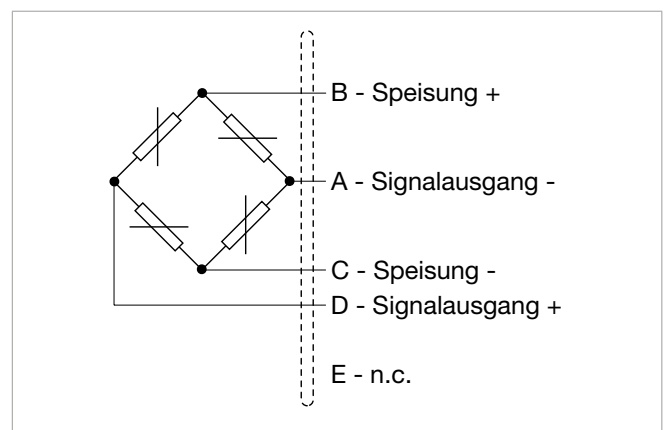 B - Speisung +
A - Signalausgang -
C - Speisung -
D - Signalausgang +
E - n.c.